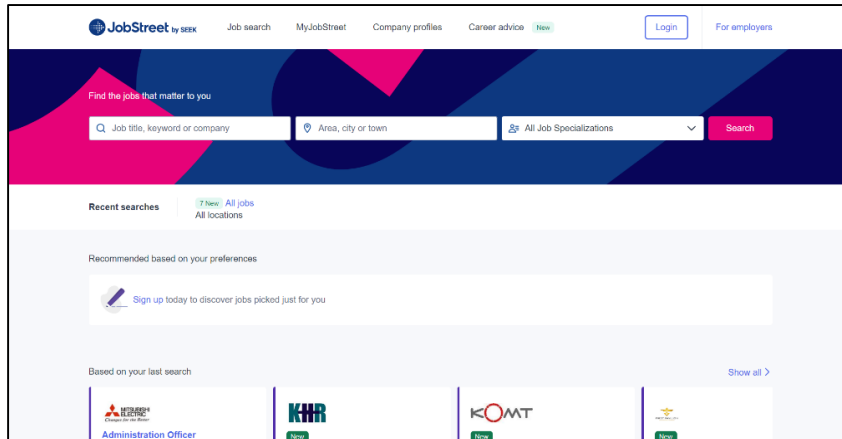 JobStreet by SEEK
Job search
MyJobStreet
Company profiles
Career advice New
Login
For employers
Find the jobs that matter to you
Job title, keyword or company
Area, city or town
All Job Specializations
Search
Recent searches
7 New All jobs
All locations
Recommended based on your preferences
Sign up today to discover jobs picked just for you
Based on your last search
Show all
MITSUBISHI
ELECTRIC
Changes for the Better
Administration Officer
KHR
New
KOMT
New
New